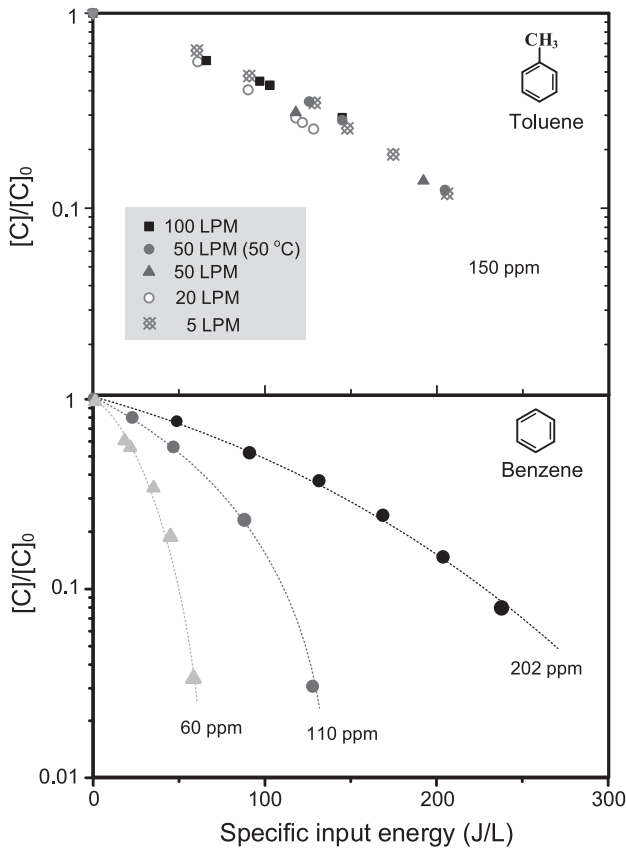 1
CH₃
Toluene
[C]/[C]₀
0.1
100 LPM
50 LPM (50 °C)
50 LPM
20 LPM
5 LPM
150 ppm
1
Benzene
[C]/[C]₀
0.1
202 ppm
60 ppm
110 ppm
0.01
0
100
200
300
Specific input energy (J/L)